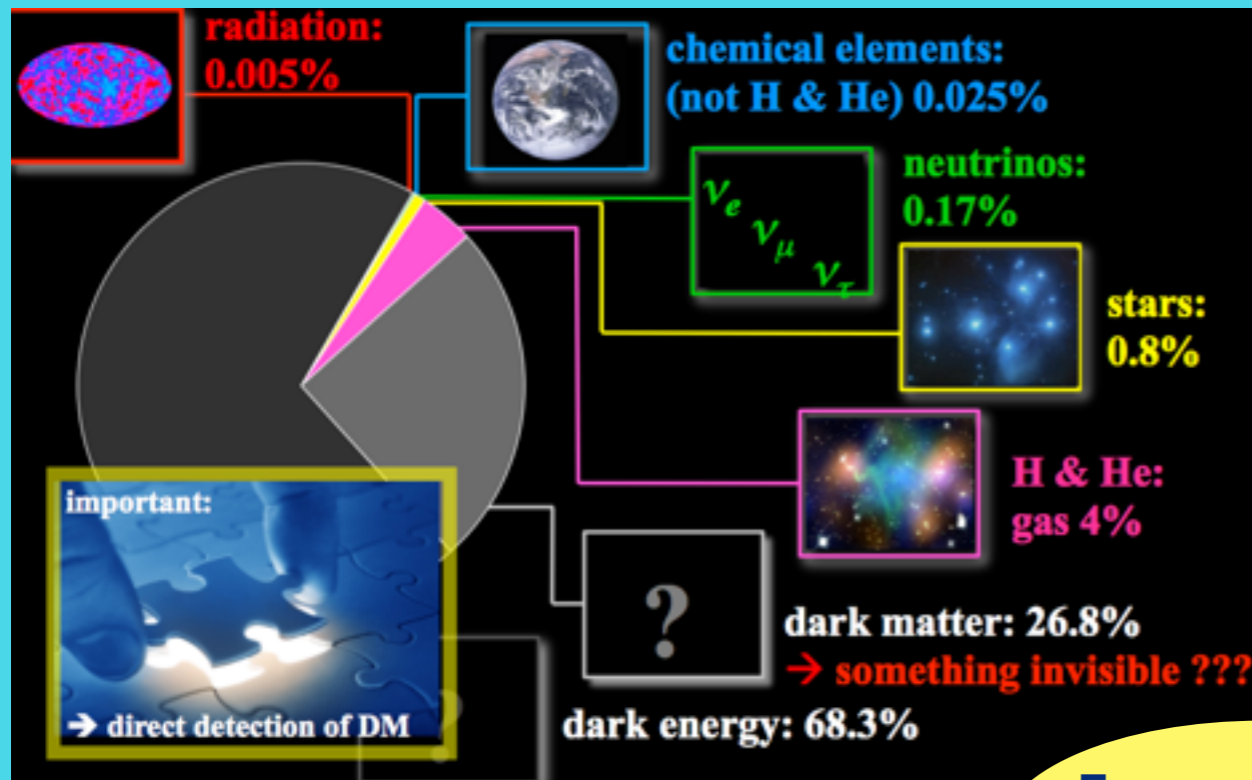 radiation:
0.005%
chemical elements:
(not H & He) 0.025%
neutrinos:
0.17%
νe
νμ
ντ
stars:
0.8%
H & He:
gas 4%
important:
?
dark matter: 26.8%
→ something invisible ???
→ direct detection of DM
?
dark energy: 68.3%